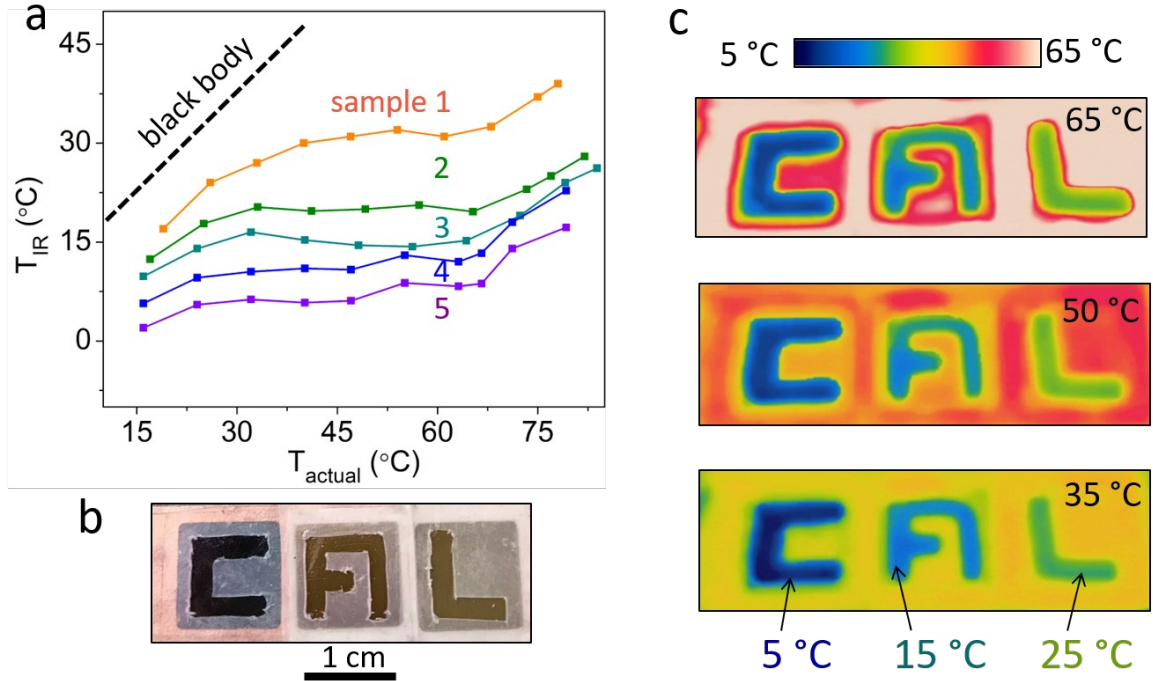 a
45
30
15
0
T_IR (°C)
black body
sample 1
2
3
4
5
15 30 45 60 75
T_actual (°C)
b
CAL
1 cm
c
5 °C 65 °C
65 °C
CAL
50 °C
CAL
35 °C
CAL
5 °C 15 °C 25 °C